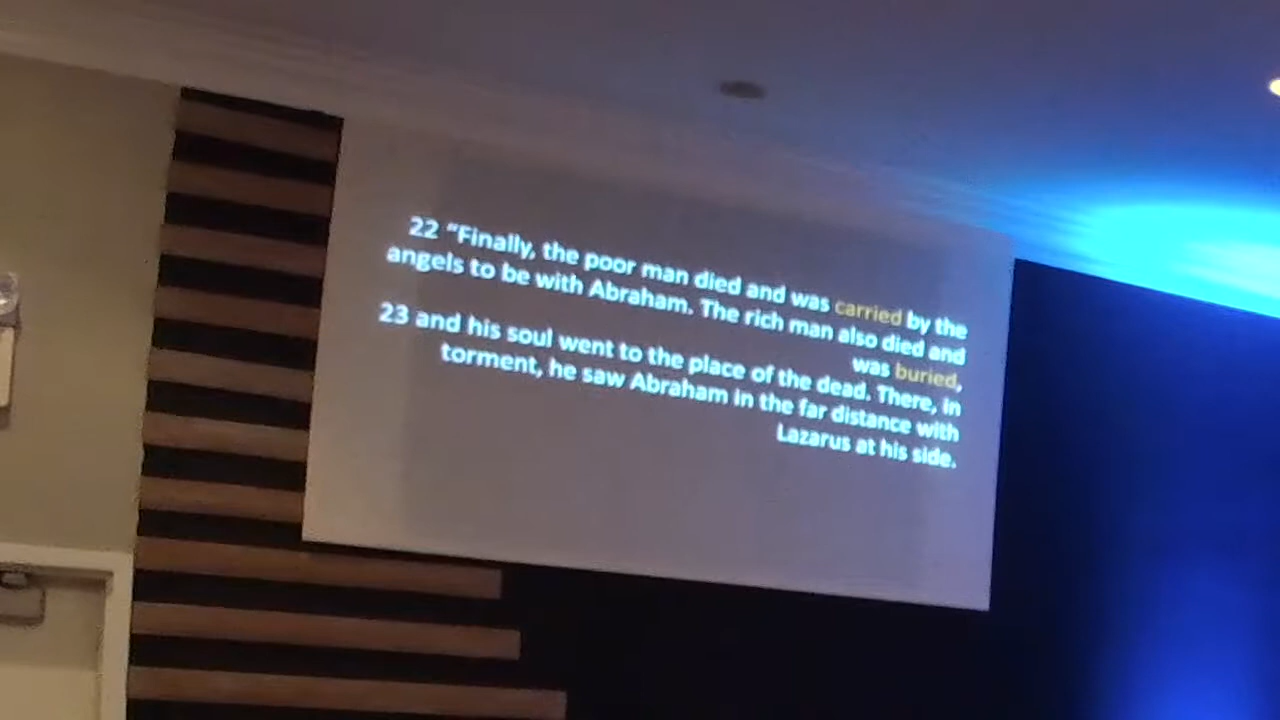 22 “Finally, the poor man died and was carried by the
angels to be with Abraham. The rich man also died and
was buried,
23 and his soul went to the place of the dead. There, in
torment, he saw Abraham in the far distance with
Lazarus at his side.